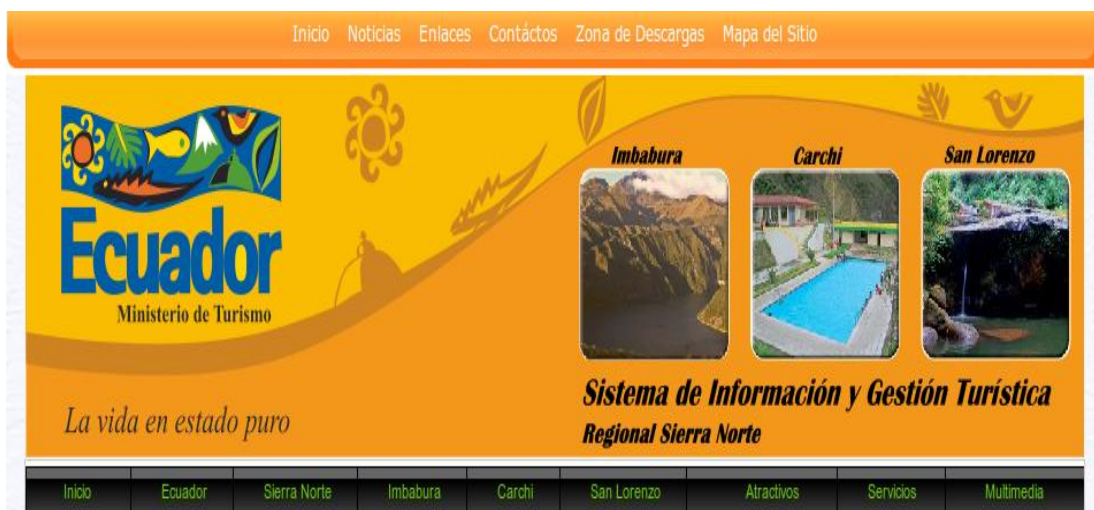 Inicio Noticias Enlaces Contáctos Zona de Descargas Mapa del Sitio
Imbabura Carchi San Lorenzo
Ecuador
Ministerio de Turismo
La vida en estado puro
Sistema de Información y Gestión Turística
Regional Sierra Norte
Inicio Ecuador Sierra Norte Imbabura Carchi San Lorenzo Atractivos Servicios Multimedia